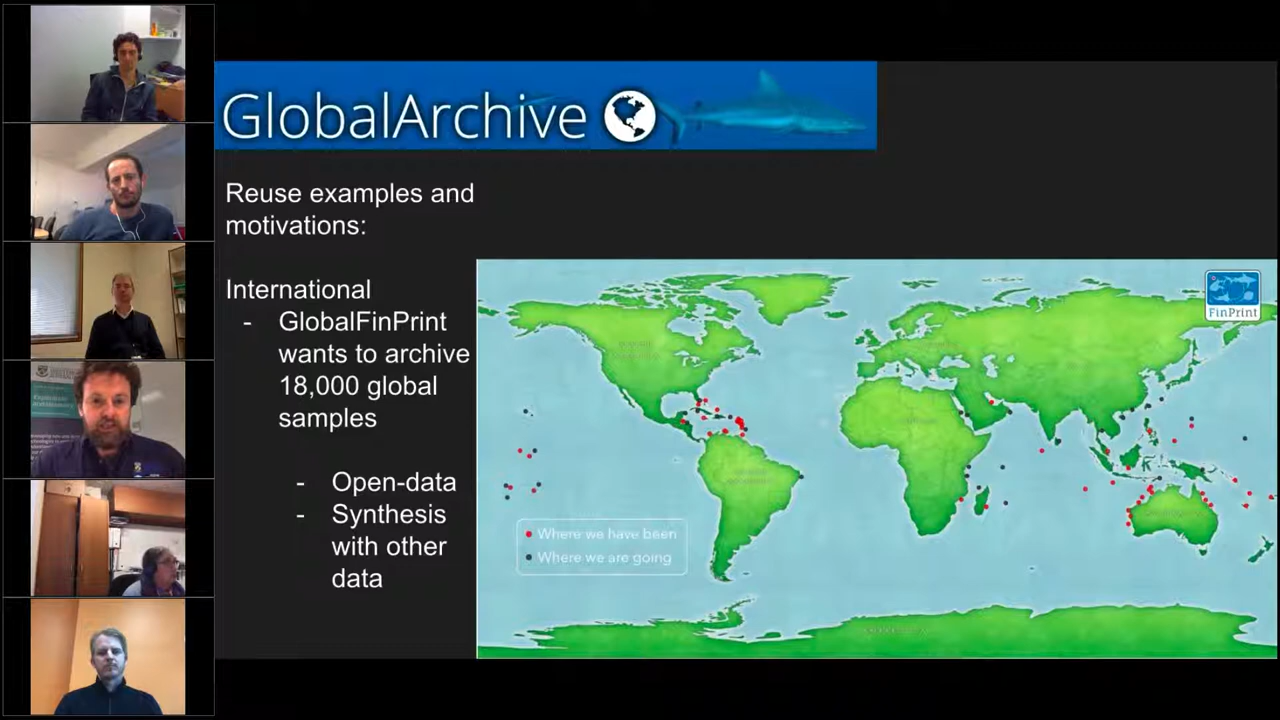 GlobalArchive
Reuse examples and
motivations:
International
- GlobalFinPrint
wants to archive
18,000 global
samples
- Open-data
- Synthesis
with other
data
FinPrint
Where we have been
Where we are going